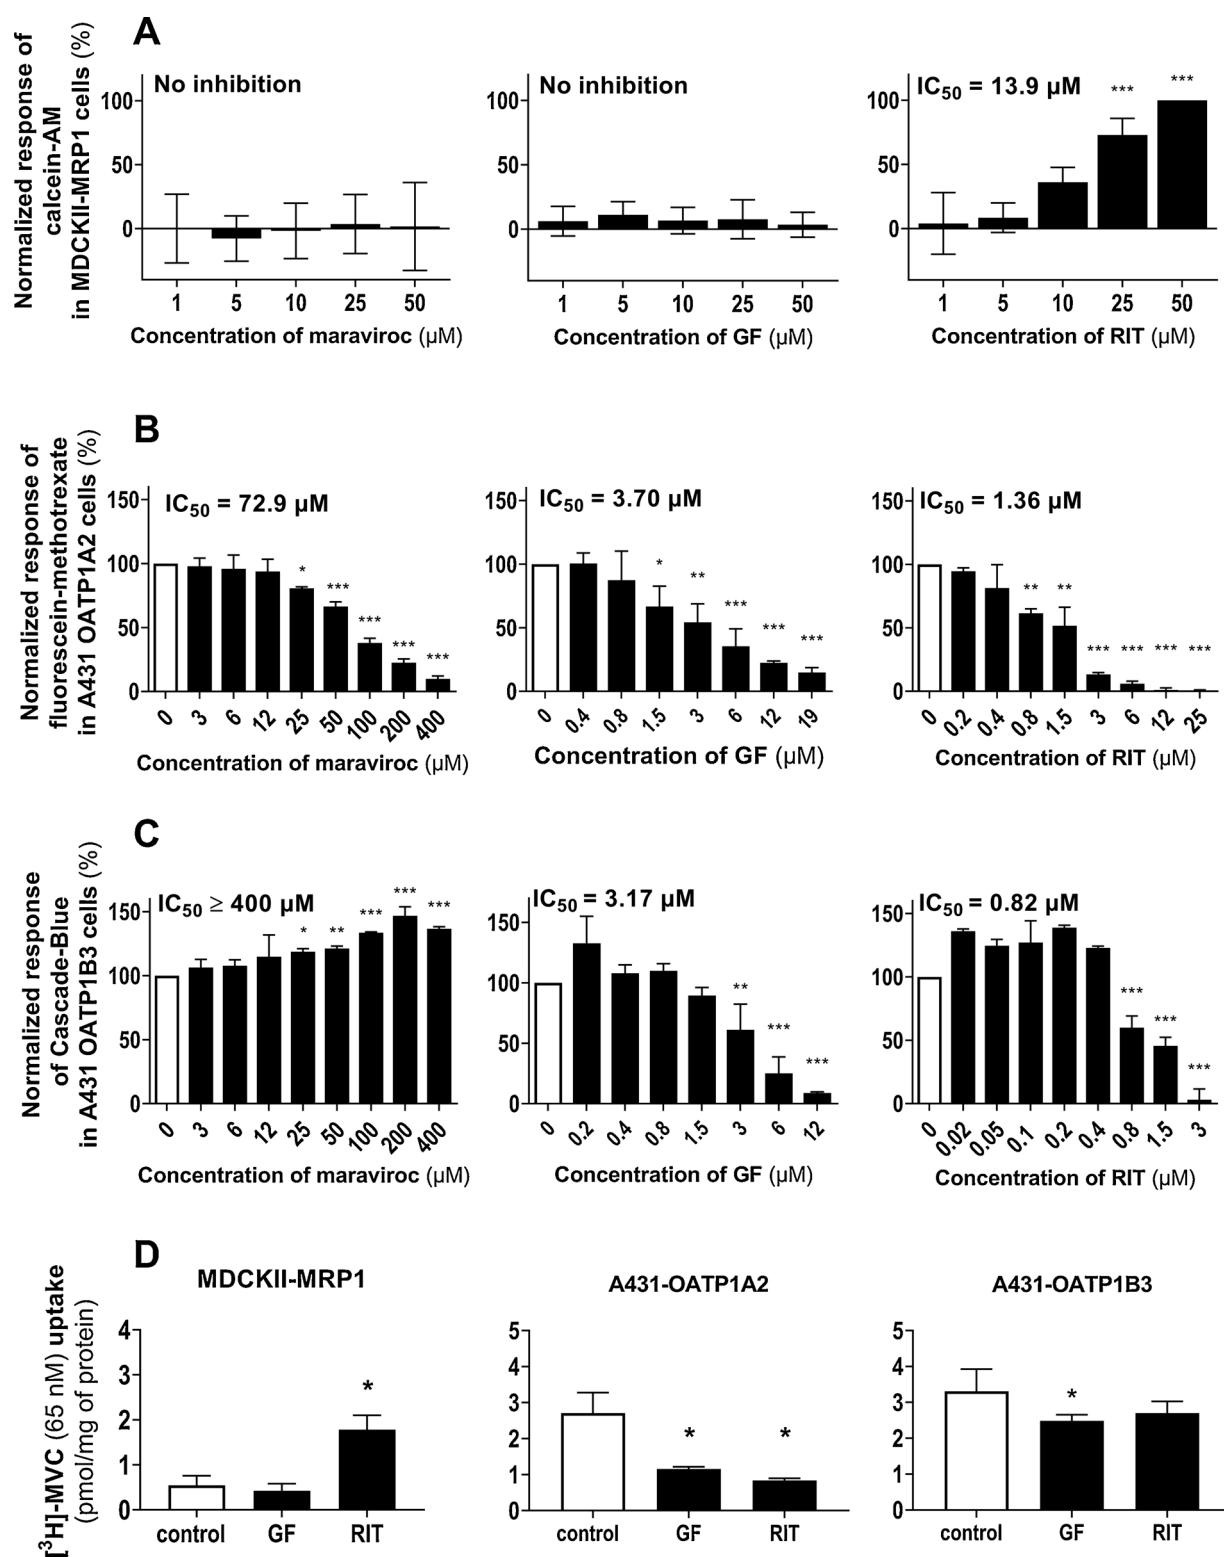 A
Normalized response of
calcein-AM
in MDCKII-MRP1 cells (%)
No inhibition
100
50
0
1 5 10 25 50
Concentration of maraviroc (µM)
No inhibition
100
50
0
1 5 10 25 50
Concentration of GF (µM)
IC50 = 13.9 µM
*** ***
100
50
0
1 5 10 25 50
Concentration of RIT (µM)
B
Normalized response of
fluorescein-methotrexate
in A431 OATP1A2 cells (%)
IC50 = 72.9 µM
150
100
50
0
* *** *** *** ***
0 3 6 12 25 50 100 200 400
Concentration of maraviroc (µM)
IC50 = 3.70 µM
150
100
50
0
* ** *** *** ***
0 0.4 0.8 1.5 3 6 12 19
Concentration of GF (µM)
IC50 = 1.36 µM
150
100
50
0
** ** *** *** *** ***
0 0.2 0.4 0.8 1.5 3 6 12 25
Concentration of RIT (µM)
C
Normalized response
of Cascade-Blue
in A431 OATP1B3 cells (%)
IC50 ≥ 400 µM
150
100
50
0
* ** *** *** ***
0 3 6 12 25 50 100 200 400
Concentration of maraviroc (µM)
IC50 = 3.17 µM
150
100
50
0
** *** ***
0 0.2 0.4 0.8 1.5 3 6 12
Concentration of GF (µM)
IC50 = 0.82 µM
150
100
50
0
*** *** ***
0 0.02 0.05 0.1 0.2 0.4 0.8 1.5 3
Concentration of RIT (µM)
D
[3H]-MVC (65 nM) uptake
(pmol/mg of protein)
MDCKII-MRP1
4
3
2
1
0
*
control GF RIT
A431-OATP1A2
5
4
3
2
1
0
* *
control GF RIT
A431-OATP1B3
5
4
3
2
1
0
*
control GF RIT